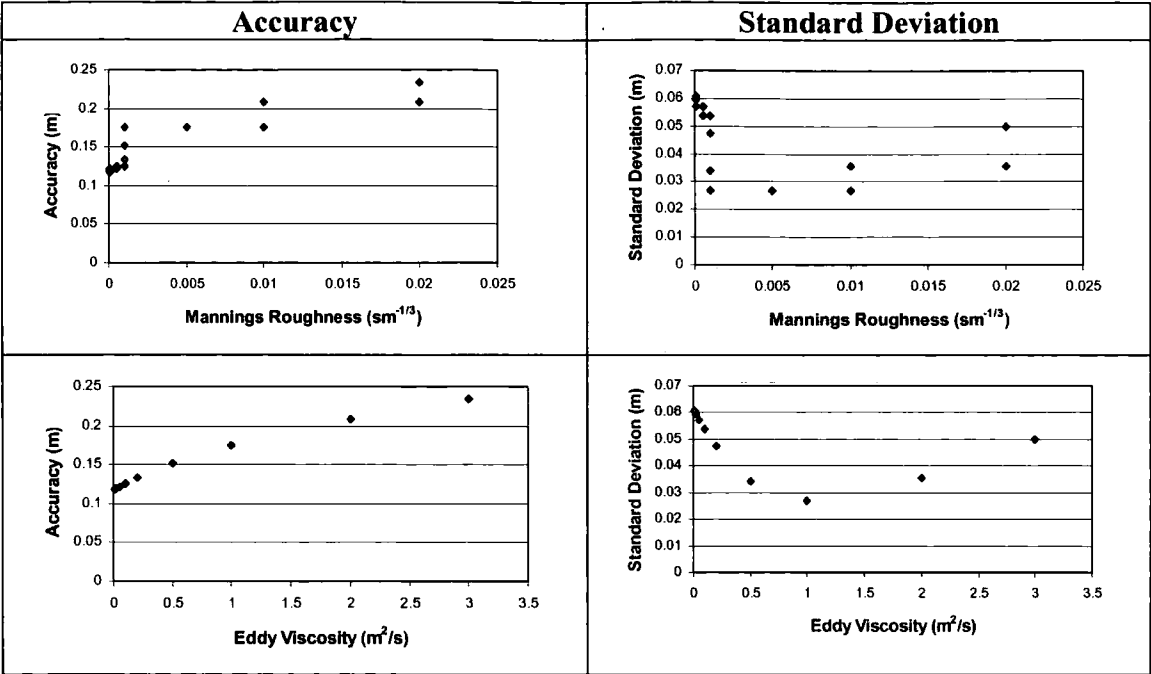 Accuracy
Standard Deviation
Accuracy (m)
0.25
0.2
0.15
0.1
0.05
0
0 0.005 0.01 0.015 0.02 0.025
Mannings Roughness (sm⁻¹/³)
Standard Deviation (m)
0.07
0.06
0.05
0.04
0.03
0.02
0.01
0
0 0.005 0.01 0.015 0.02 0.025
Mannings Roughness (sm⁻¹/³)
Accuracy (m)
0.25
0.2
0.15
0.1
0.05
0
0 0.5 1 1.5 2 2.5 3 3.5
Eddy Viscosity (m²/s)
Standard Deviation (m)
0.07
0.06
0.05
0.04
0.03
0.02
0.01
0
0 0.5 1 1.5 2 2.5 3 3.5
Eddy Viscosity (m²/s)